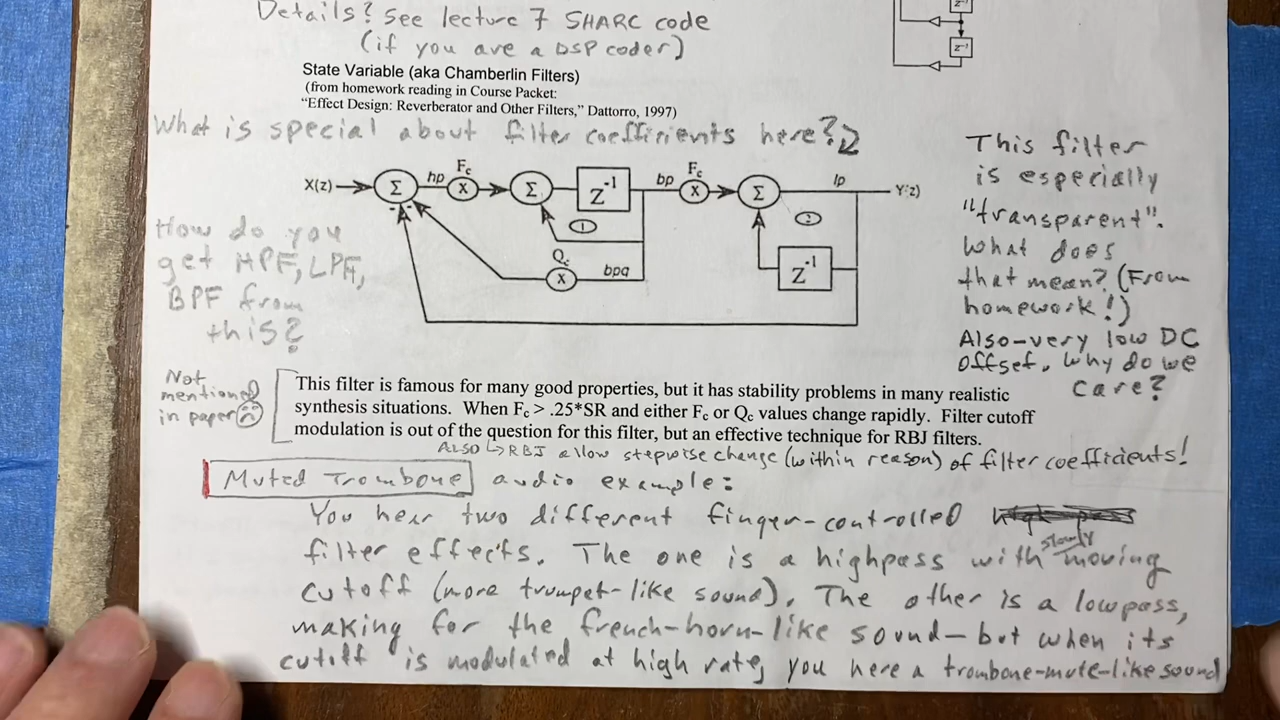 Details? See lecture 7 SHARC code
(if you are a DSP coder)
z⁻¹
z⁻¹
State Variable (aka Chamberlin Filters)
(from homework reading in Course Packet:
"Effect Design: Reverberator and Other Filters," Dattorro, 1997)
What is special about filter coefficients here?
X(z)
Σ
hp
Fc
X
Σ
Z⁻¹
bp
Fc
X
Σ
lp
Y(z)
1
2
Qc
X
bpq
Z⁻¹
How do you
get HPF, LPF,
BPF from
this?
This filter
is especially
"transparent".
What does
that mean? (From
homework!)
Also-very low DC
offset. Why do we
care?
Not
mentioned
in paper
This filter is famous for many good properties, but it has stability problems in many realistic
synthesis situations. When Fc > .25*SR and either Fc or Qc values change rapidly. Filter cutoff
modulation is out of the question for this filter, but an effective technique for RBJ filters.
ALSO ↳ RBJ allow stepwise change (within reason) of filter coefficients!
Muted Trombone audio example:
You hear two different finger-controlled
filter effects. The one is a highpass with slowly moving
cutoff (more trumpet-like sound). The other is a lowpass,
making for the french-horn-like sound-but when its
cutoff is modulated at high rate, you here a trombone-mute-like sound